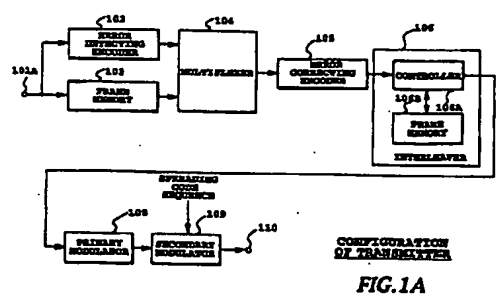 102
ERROR
DETECTING
ENCODER
101A
103
FRAME
MEMORY
104
MULTIPLEXER
105
ERROR
CORRECTING
ENCODER
106
CONTROLLER
106B
106A
FRAME
MEMORY
INTERLEAVER
SPREADING
CODE
SEQUENCE
108
PRIMARY
MODULATOR
109
SECONDARY
MODULATOR
110
CONFIGURATION
OF TRANSMITTER
FIG.1A